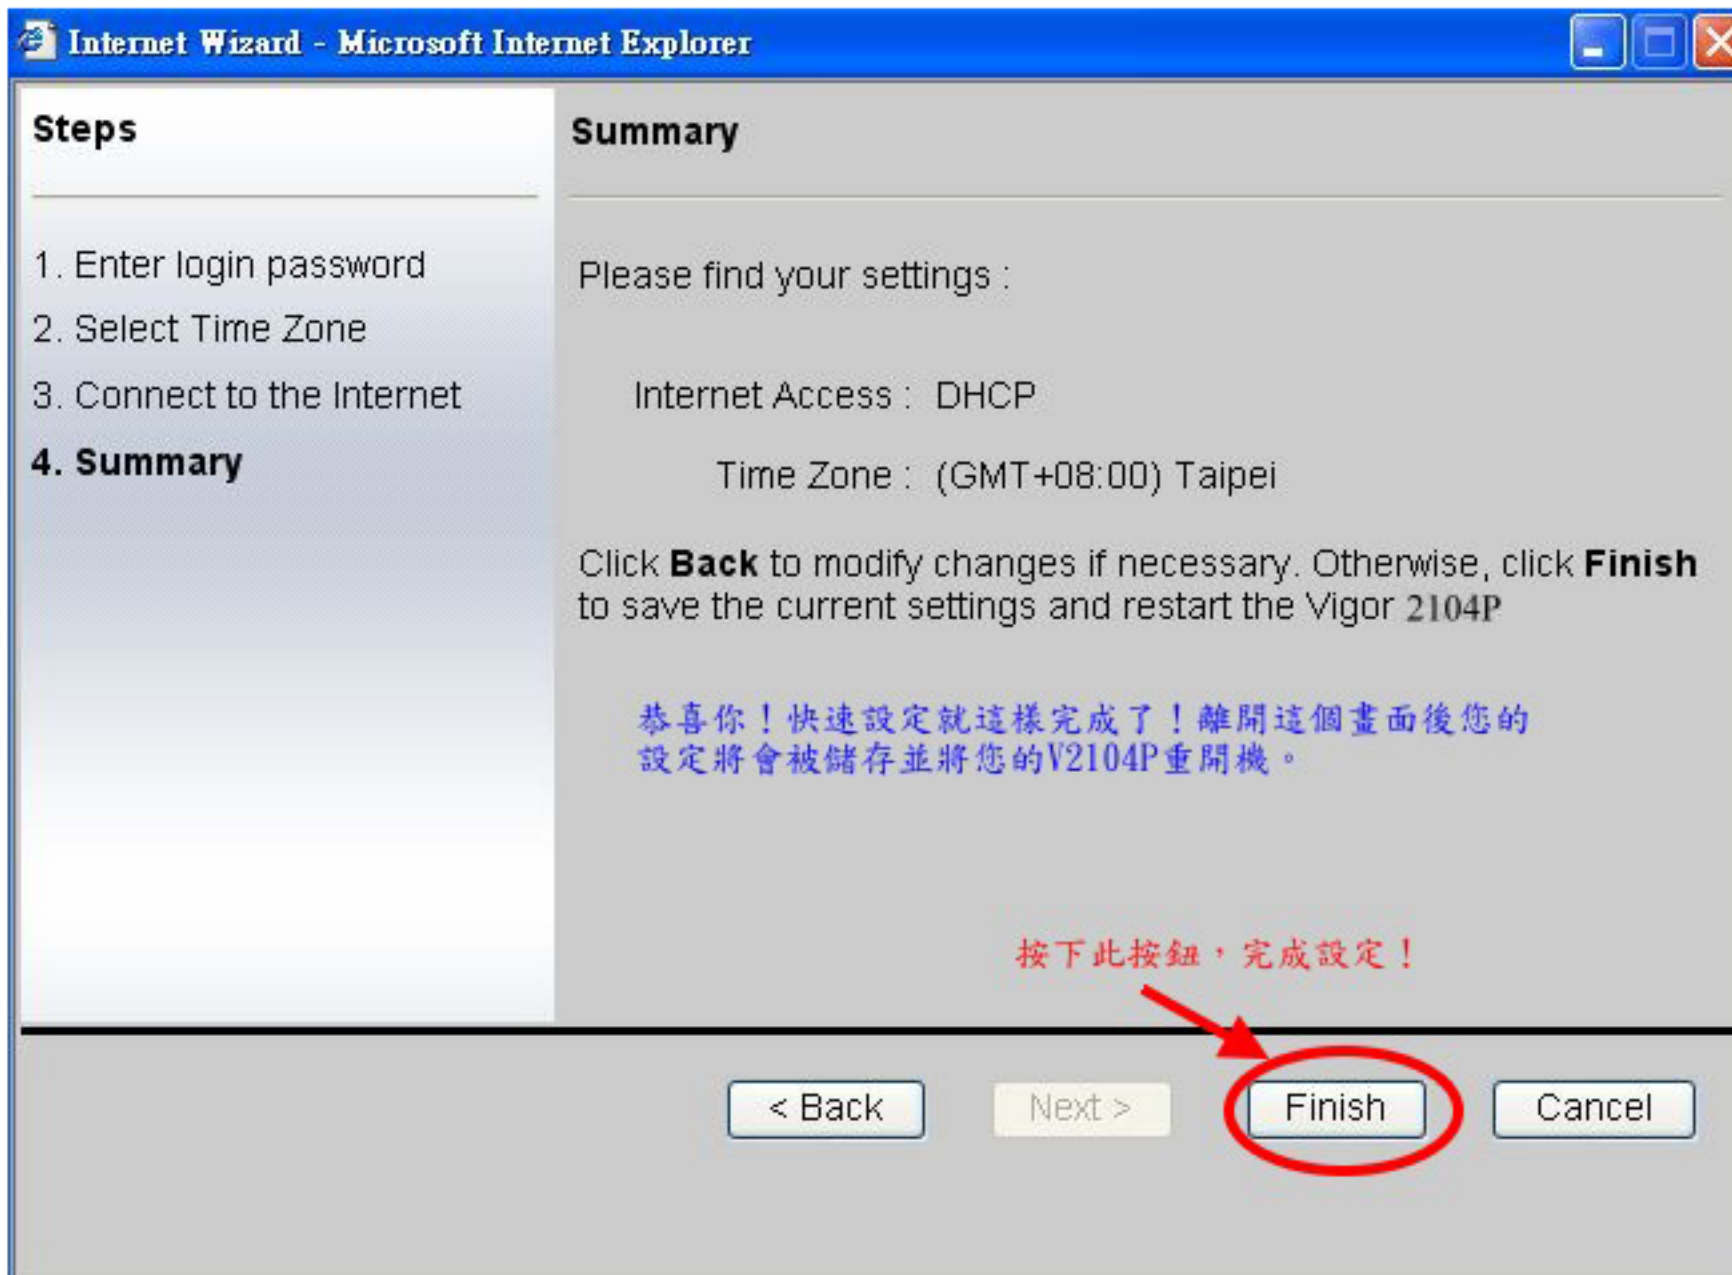 Internet Wizard - Microsoft Internet Explorer
Steps
1. Enter login password
2. Select Time Zone
3. Connect to the Internet
4. Summary
Summary
Please find your settings :
Internet Access : DHCP
Time Zone : (GMT+08:00) Taipei
Click Back to modify changes if necessary. Otherwise, click Finish
to save the current settings and restart the Vigor 2104P
恭喜你！快速設定就這樣完成了！離開這個畫面後您的
設定將會被儲存並將您的V2104P重開機。
按下此按鈕，完成設定！
< Back
Next >
Finish
Cancel